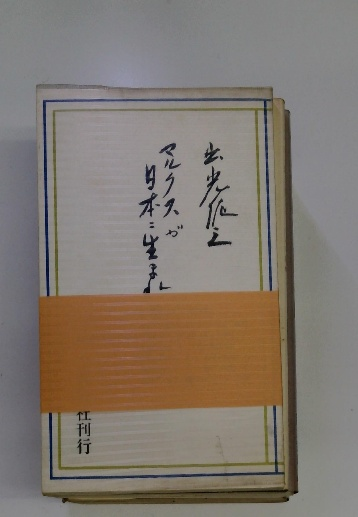 出光佐三
マルクスが
日本に生まれ
社刊行